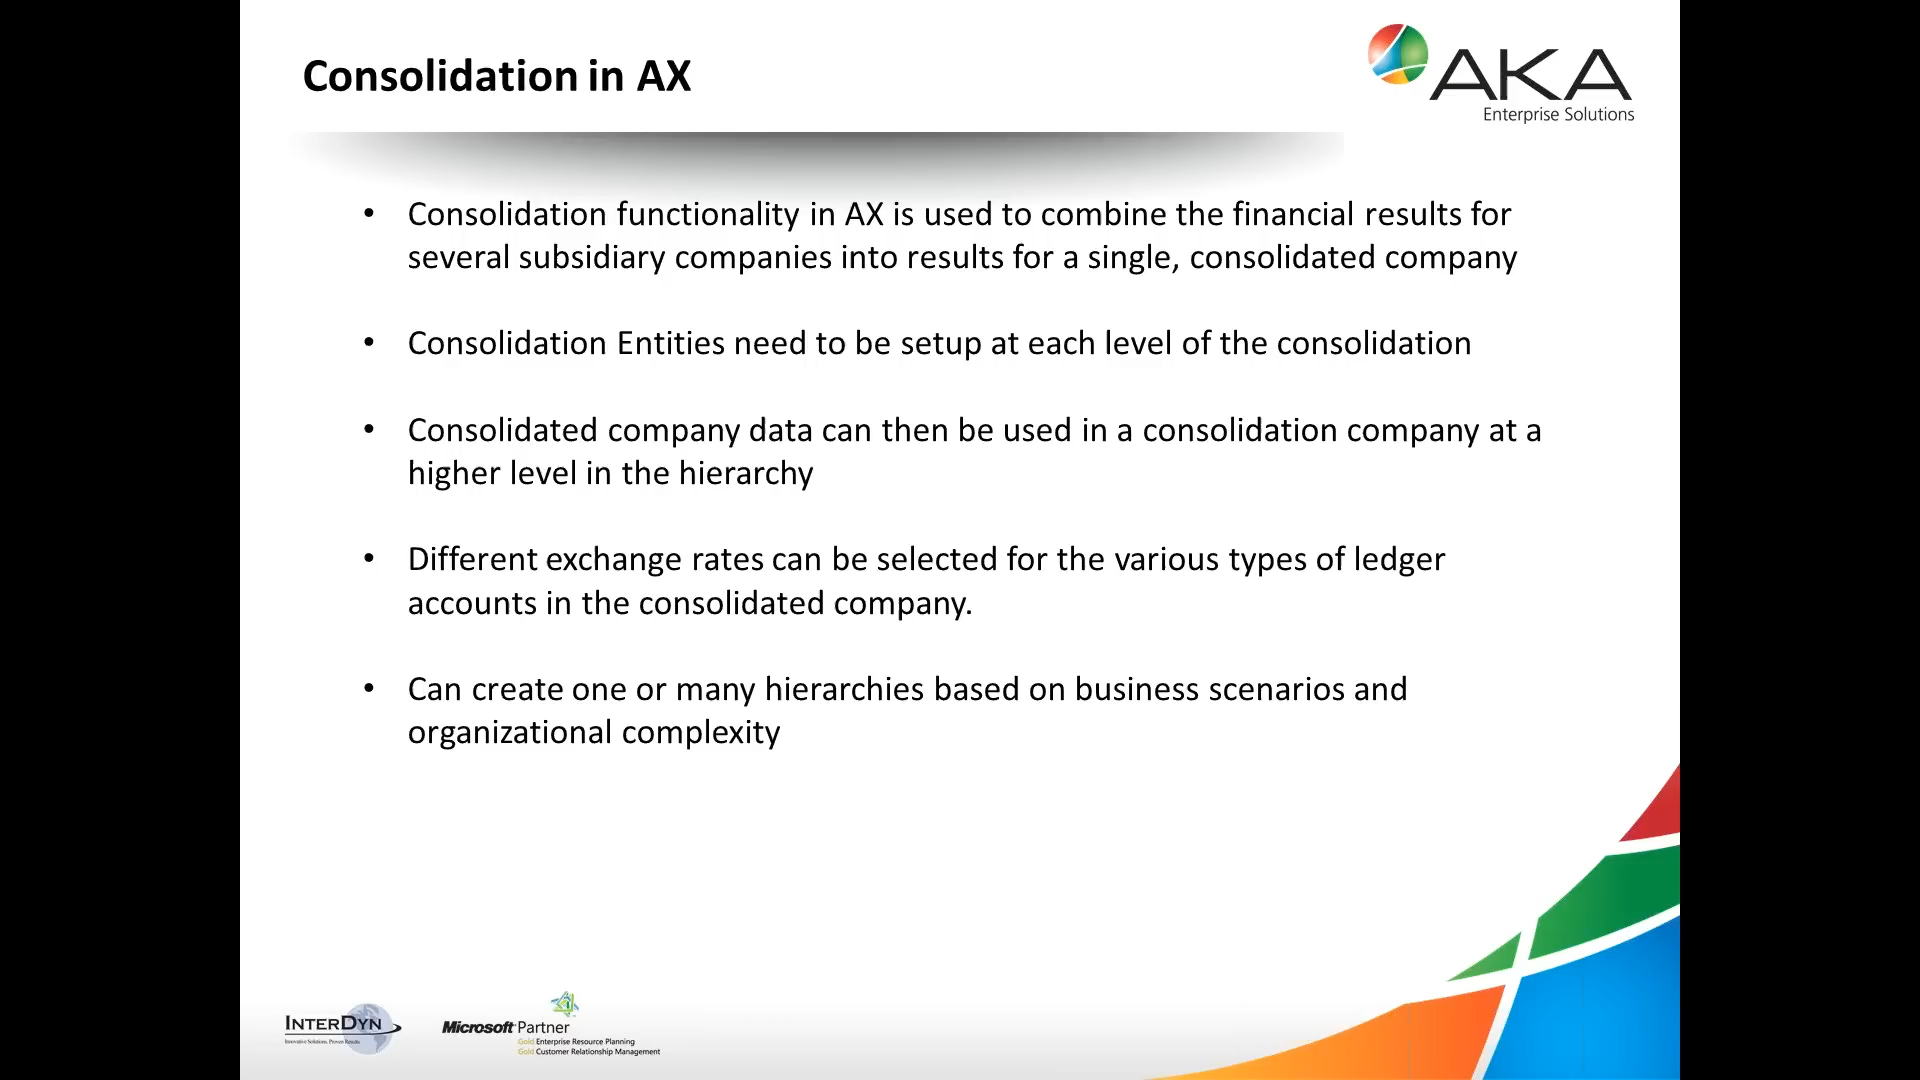 Consolidation in AX
AKA
Enterprise Solutions
• Consolidation functionality in AX is used to combine the financial results for
several subsidiary companies into results for a single, consolidated company
• Consolidation Entities need to be setup at each level of the consolidation
• Consolidated company data can then be used in a consolidation company at a
higher level in the hierarchy
• Different exchange rates can be selected for the various types of ledger
accounts in the consolidated company.
• Can create one or many hierarchies based on business scenarios and
organizational complexity
INTERDYN
Innovative Solutions. Proven Results
Microsoft Partner
Gold Enterprise Resource Planning
Gold Customer Relationship Management